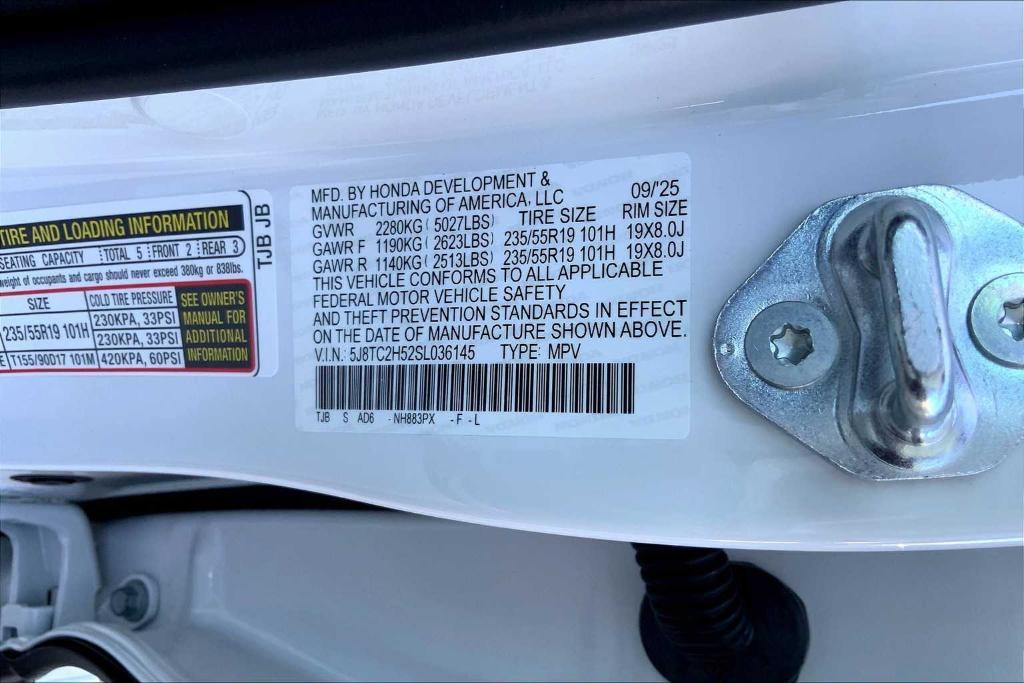 TIRE AND LOADING INFORMATION
SEATING CAPACITY TOTAL 5 FRONT 2 REAR 3
weight of occupants and cargo should never exceed 380kg or 838lbs.
SIZE COLD TIRE PRESSURE
235/55R19 101H 230KPA, 33PSI
230KPA, 33PSI
T155/90D17 101M 420KPA, 60PSI
SEE OWNER'S
MANUAL FOR
ADDITIONAL
INFORMATION
TJB JB
MFD. BY HONDA DEVELOPMENT &
MANUFACTURING OF AMERICA, LLC 09/'25
GVWR 2280KG (5027LBS) TIRE SIZE RIM SIZE
GAWR F 1190KG (2623LBS) 235/55R19 101H 19X8.0J
GAWR R 1140KG (2513LBS) 235/55R19 101H 19X8.0J
THIS VEHICLE CONFORMS TO ALL APPLICABLE
FEDERAL MOTOR VEHICLE SAFETY
AND THEFT PREVENTION STANDARDS IN EFFECT
ON THE DATE OF MANUFACTURE SHOWN ABOVE.
V.I.N.: 5J8TC2H52SL036145 TYPE: MPV
TJB S AD6 -NH883PX -F -L